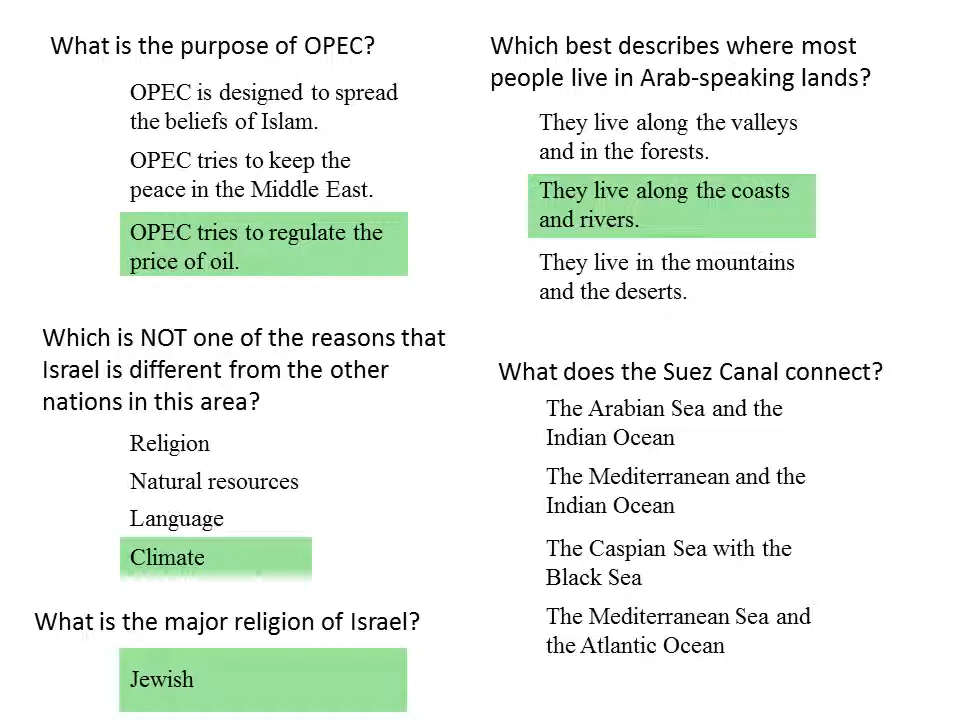 What is the purpose of OPEC?
OPEC is designed to spread
the beliefs of Islam.
OPEC tries to keep the
peace in the Middle East.
OPEC tries to regulate the
price of oil.
Which is NOT one of the reasons that
Israel is different from the other
nations in this area?
Religion
Natural resources
Language
Climate
What is the major religion of Israel?
Jewish
Which best describes where most
people live in Arab-speaking lands?
They live along the valleys
and in the forests.
They live along the coasts
and rivers.
They live in the mountains
and the deserts.
What does the Suez Canal connect?
The Arabian Sea and the
Indian Ocean
The Mediterranean and the
Indian Ocean
The Caspian Sea with the
Black Sea
The Mediterranean Sea and
the Atlantic Ocean